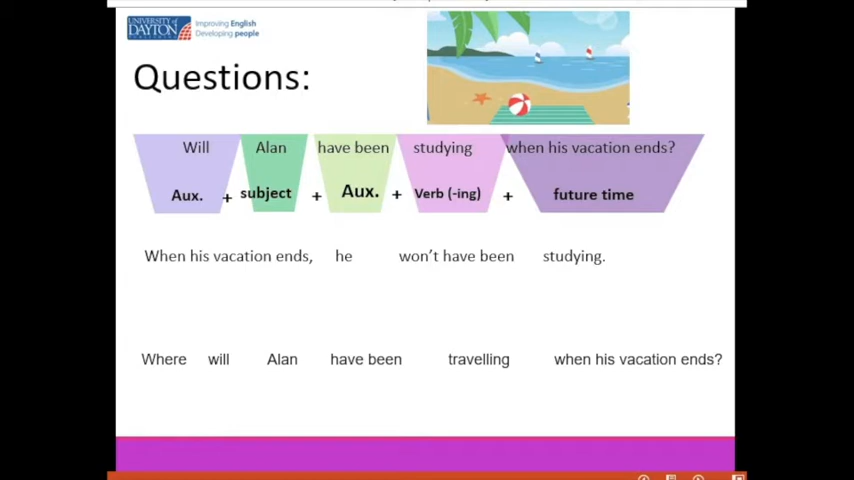 UNIVERSITY OF
DAYTON
Improving English
Developing people
Questions:
Will Alan have been studying when his vacation ends?
Aux. + subject + Aux. + Verb (-ing) + future time
When his vacation ends, he won't have been studying.
Where will Alan have been travelling when his vacation ends?